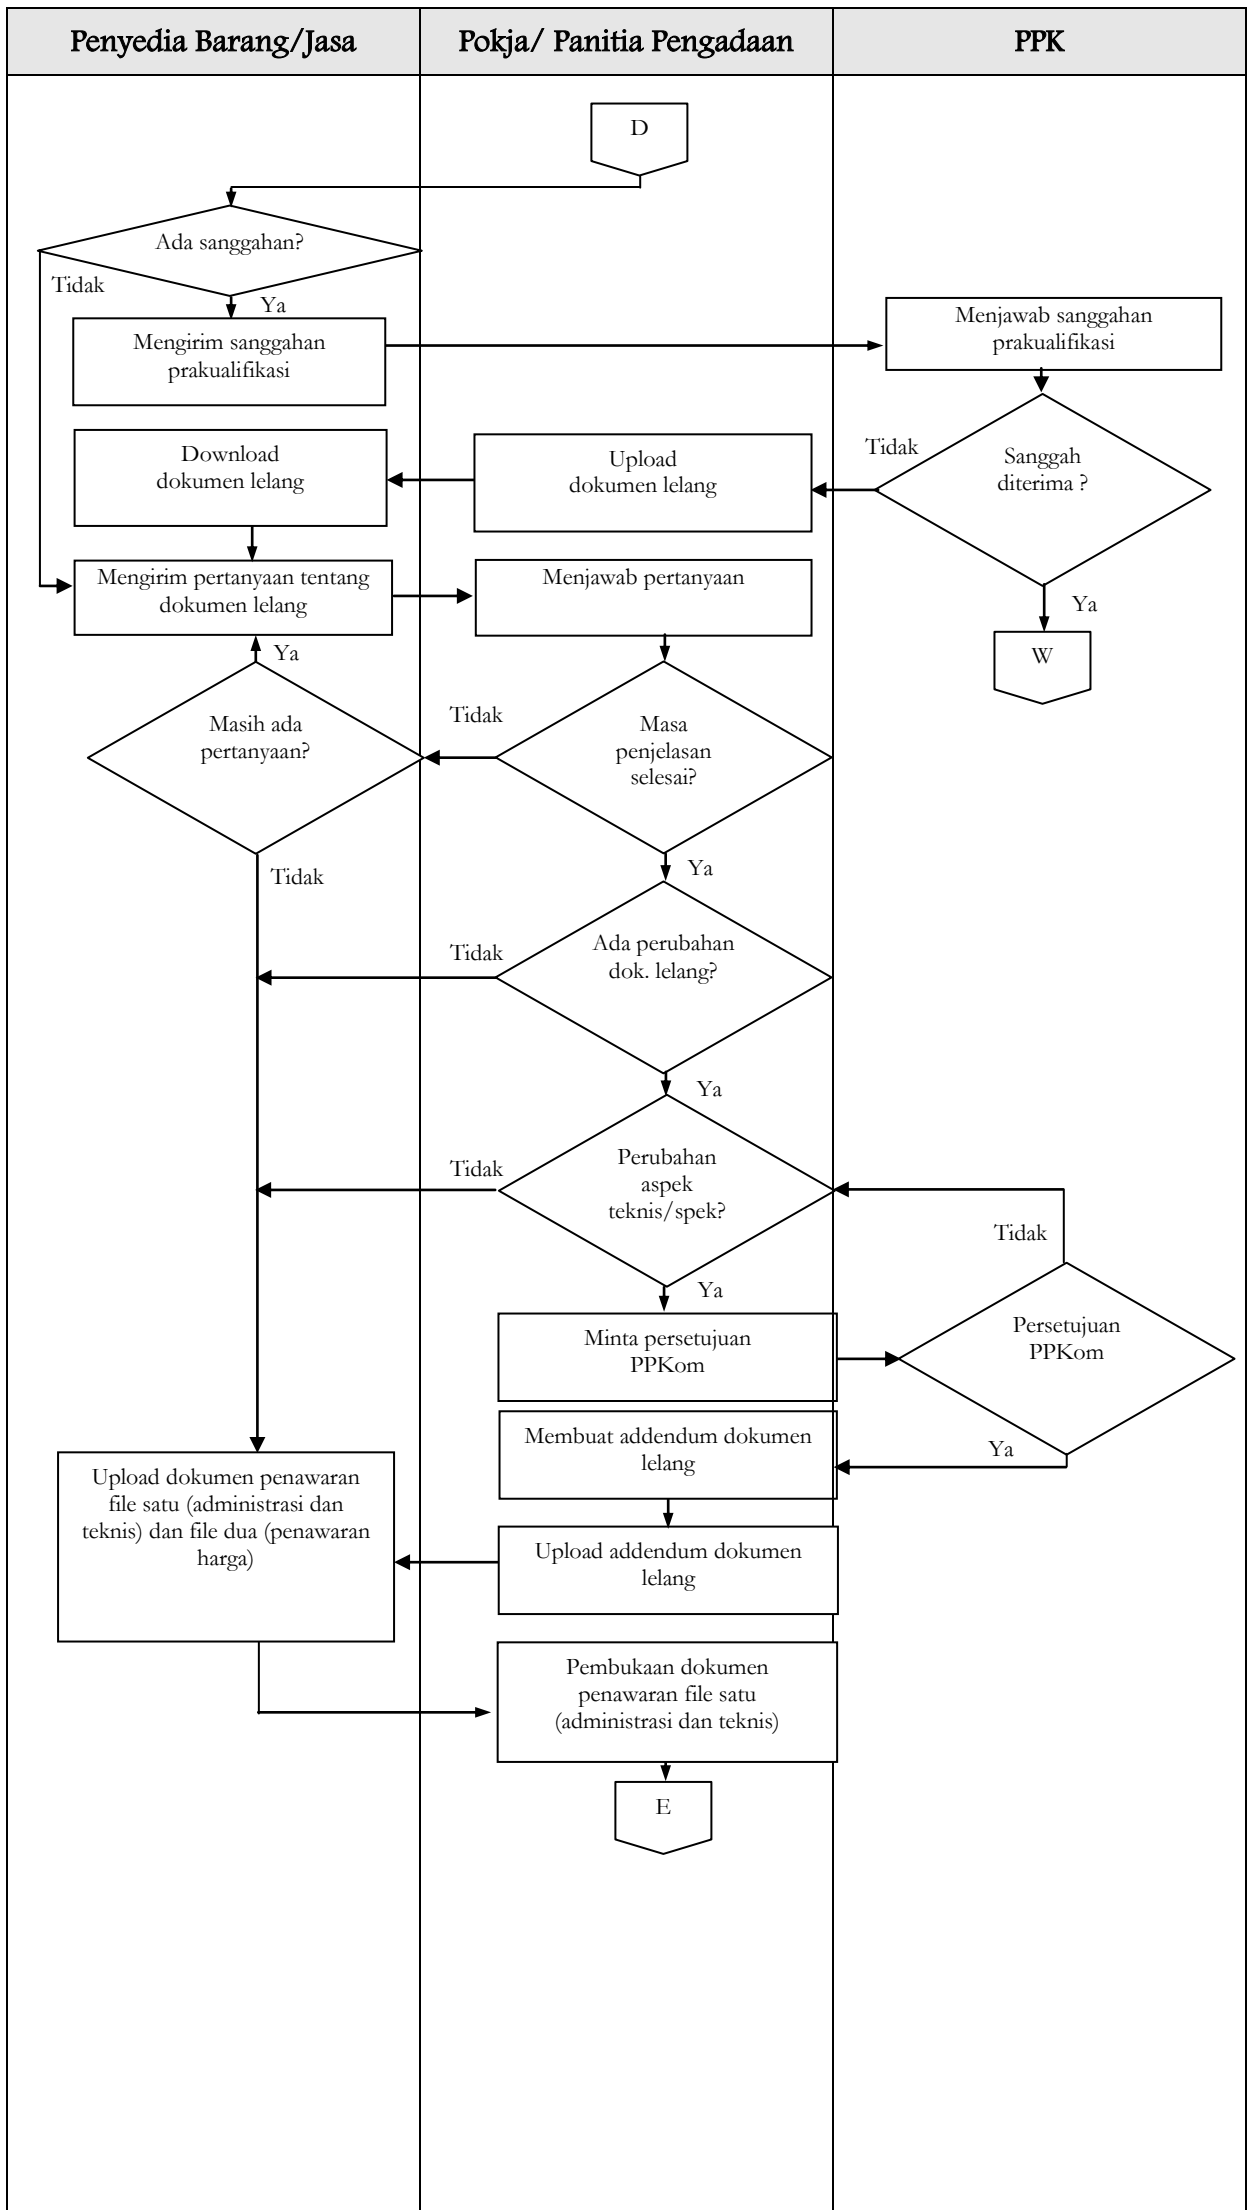 Penyedia Barang/Jasa
Pokja/ Panitia Pengadaan
PPK
D
Ada sanggahan?
Tidak
Ya
Mengirim sanggahan
prakualifikasi
Menjawab sanggahan
prakualifikasi
Download
dokumen lelang
Upload
dokumen lelang
Tidak
Sanggah
diterima ?
Mengirim pertanyaan tentang
dokumen lelang
Menjawab pertanyaan
Ya
W
Ya
Masih ada
pertanyaan?
Tidak
Masa
penjelasan
selesai?
Tidak
Ya
Tidak
Ada perubahan
dok. lelang?
Ya
Tidak
Perubahan
aspek
teknis/spek?
Tidak
Ya
Minta persetujuan
PPKom
Persetujuan
PPKom
Membuat addendum dokumen
lelang
Ya
Upload dokumen penawaran
file satu (administrasi dan
teknis) dan file dua (penawaran
harga)
Upload addendum dokumen
lelang
Pembukaan dokumen
penawaran file satu
(administrasi dan teknis)
E